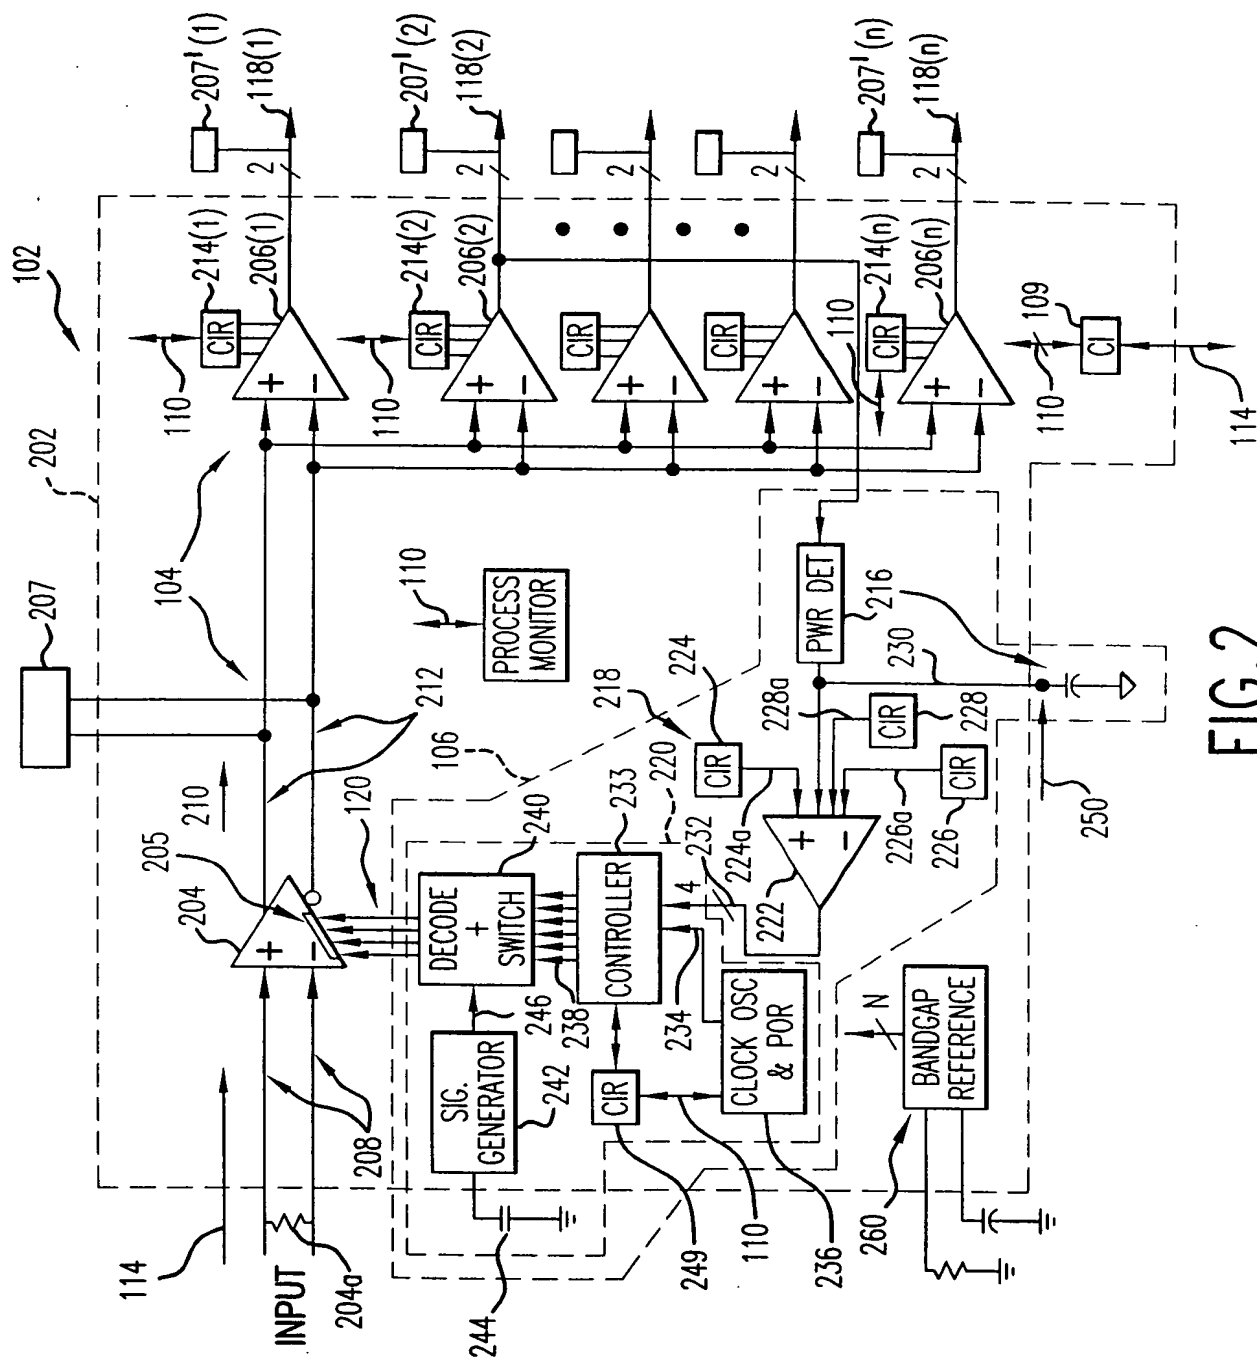 102
202
207
104
104
207'(1)
118(1)
2
214(1)
CIR
206(1)
110
+
−
207'(2)
118(2)
2
214(2)
CIR
206(2)
110
+
−
2
CIR
+
−
2
CIR
+
−
207'(n)
118(n)
2
214(n)
CIR
206(n)
110
+
−
109
CI
110
114
114
INPUT
204a
208
204
205
+
−
210
212
120
110
PROCESS
MONITOR
106
220
240
DECODE
+
SWITCH
246
SIG.
GENERATOR
242
244
238
233
CONTROLLER
4
232
234
CIR
249
110
CLOCK OSC
& POR
236
218
224
CIR
224a
+
−
222
PWR DET
216
230
228a
CIR
228
226a
CIR
226
250
N
BANDGAP
REFERENCE
260
FIG.2